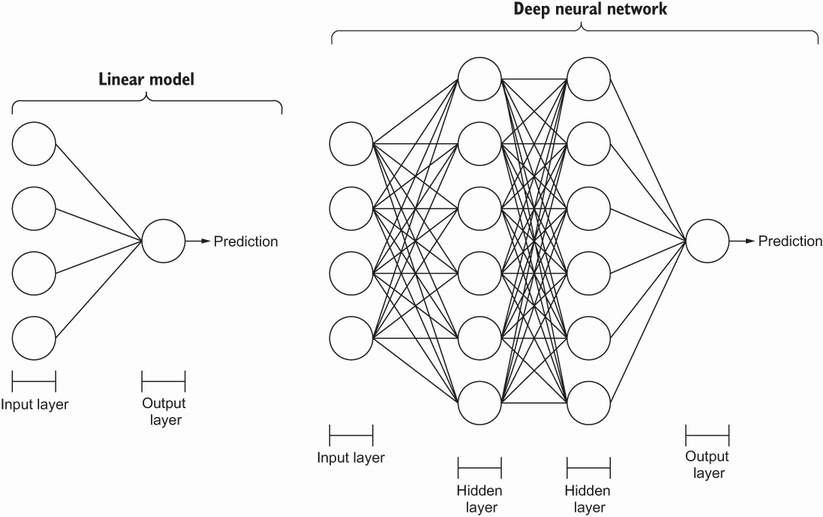 Deep neural network
Linear model
Prediction
Prediction
Input layer
Output
layer
Input layer
Hidden
layer
Hidden
layer
Output
layer